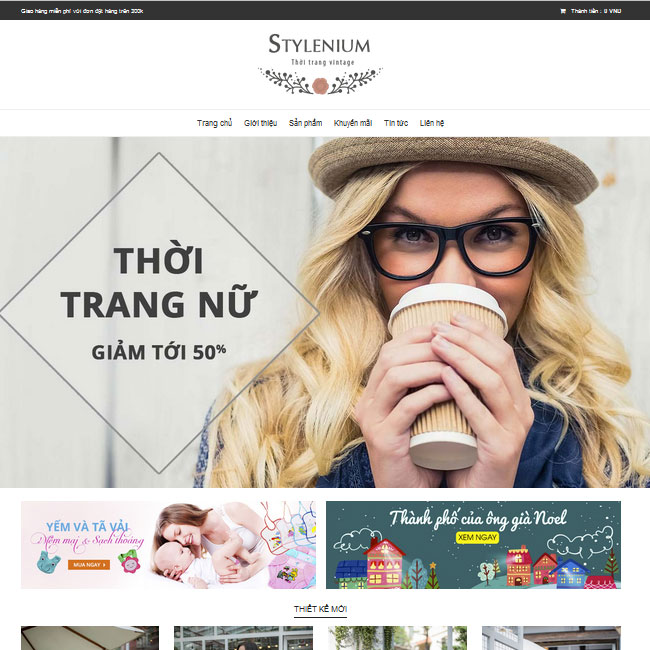 Giao hàng miễn phí với đơn đặt hàng trên 300k
Thành tiền : 0 VND
STYLENIUM
Thời trang vintage
Trang chủ Giới thiệu Sản phẩm Khuyến mãi Tin tức Liên hệ
THỜI
TRANG NỮ
GIẢM TỚI 50%
YẾM VÀ TÃ VẢI
Mềm mại & Sạch thoáng
MUA NGAY
Thành phố của ông già Noel
XEM NGAY
THIẾT KẾ MỚI